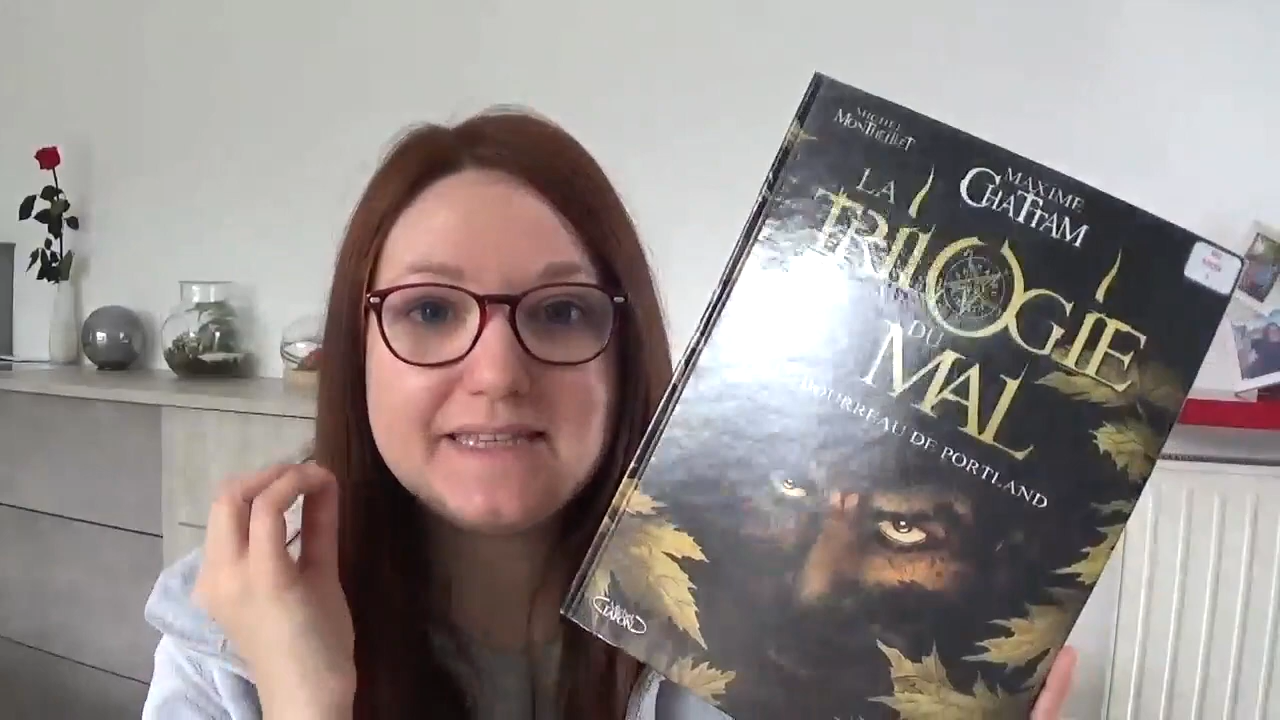 MICHEL
MONTHEILLET
MAXIME
CHATTAM
LA
TRILOGIE
DU
MAL
BOURREAU DE PORTLAND
MICHEL
LAFON